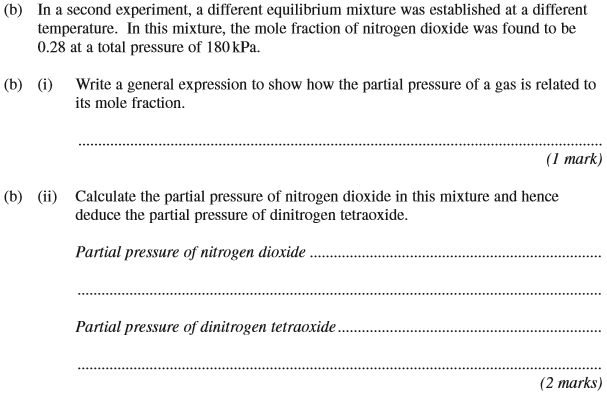 (b) In a second experiment, a different equilibrium mixture was established at a different
temperature. In this mixture, the mole fraction of nitrogen dioxide was found to be
0.28 at a total pressure of 180 kPa.
(b) (i) Write a general expression to show how the partial pressure of a gas is related to
its mole fraction.
(1 mark)
(b) (ii) Calculate the partial pressure of nitrogen dioxide in this mixture and hence
deduce the partial pressure of dinitrogen tetraoxide.
Partial pressure of nitrogen dioxide
Partial pressure of dinitrogen tetraoxide
(2 marks)